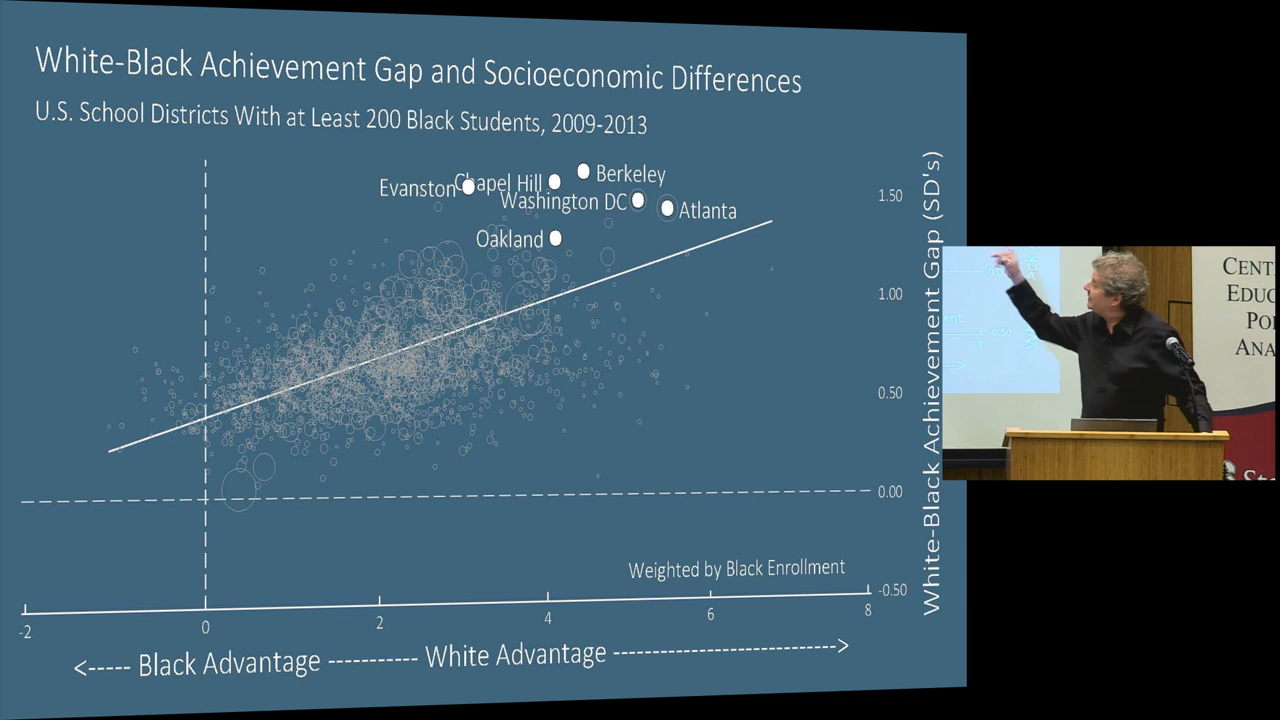 White-Black Achievement Gap and Socioeconomic Differences
U.S. School Districts With at Least 200 Black Students, 2009-2013
Evanston
Chapel Hill
Berkeley
Washington DC
Atlanta
Oakland
1.50
1.00
0.50
0.00
-0.50
White-Black Achievement Gap (SD's)
Weighted by Black Enrollment
-2
0
2
4
6
8
<----- Black Advantage ---------- White Advantage -------------------------->
CENT
EDUC
PO
ANA
-0.50